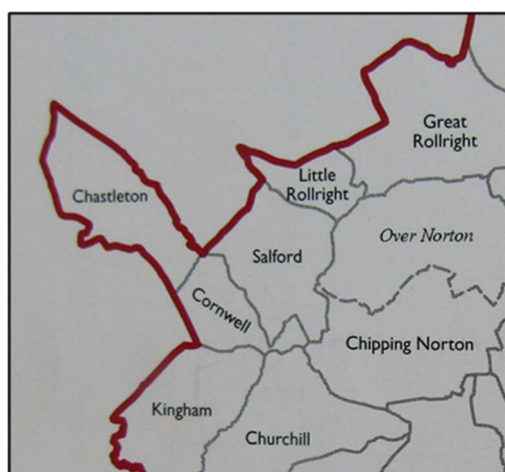 Great
Rollright
Little
Rollright
Chastleton
Over Norton
Salford
Cornwell
Chipping Norton
Kingham
Churchill